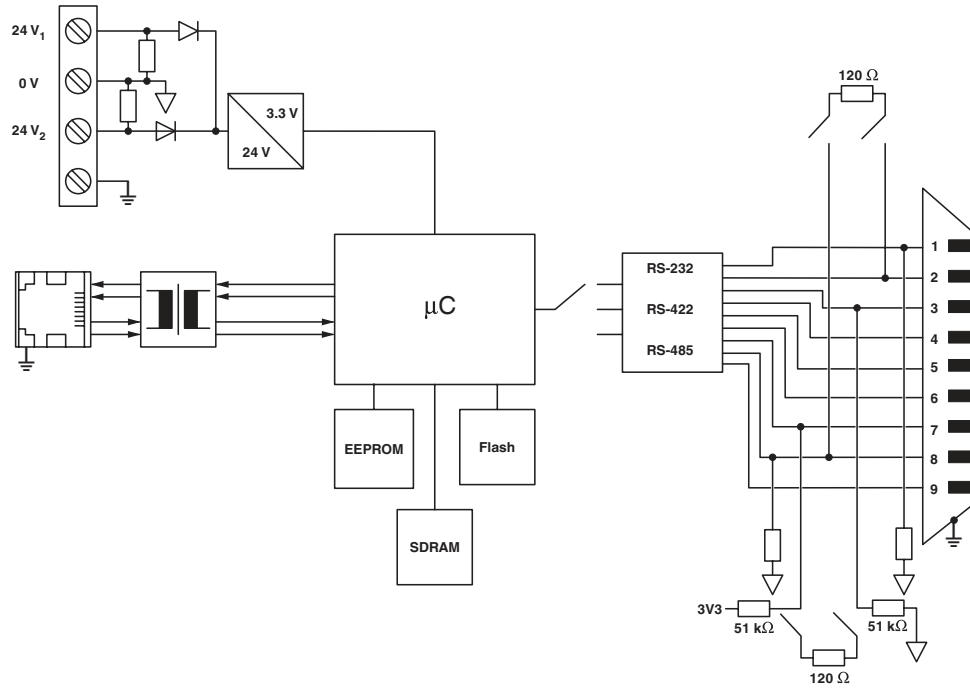 24 V1
0 V
24 V2
3.3 V
24 V
120 Ω
µC
RS-232
RS-422
RS-485
1
2
3
4
5
6
7
8
9
EEPROM
Flash
SDRAM
3V3
51 kΩ
51 kΩ
120 Ω